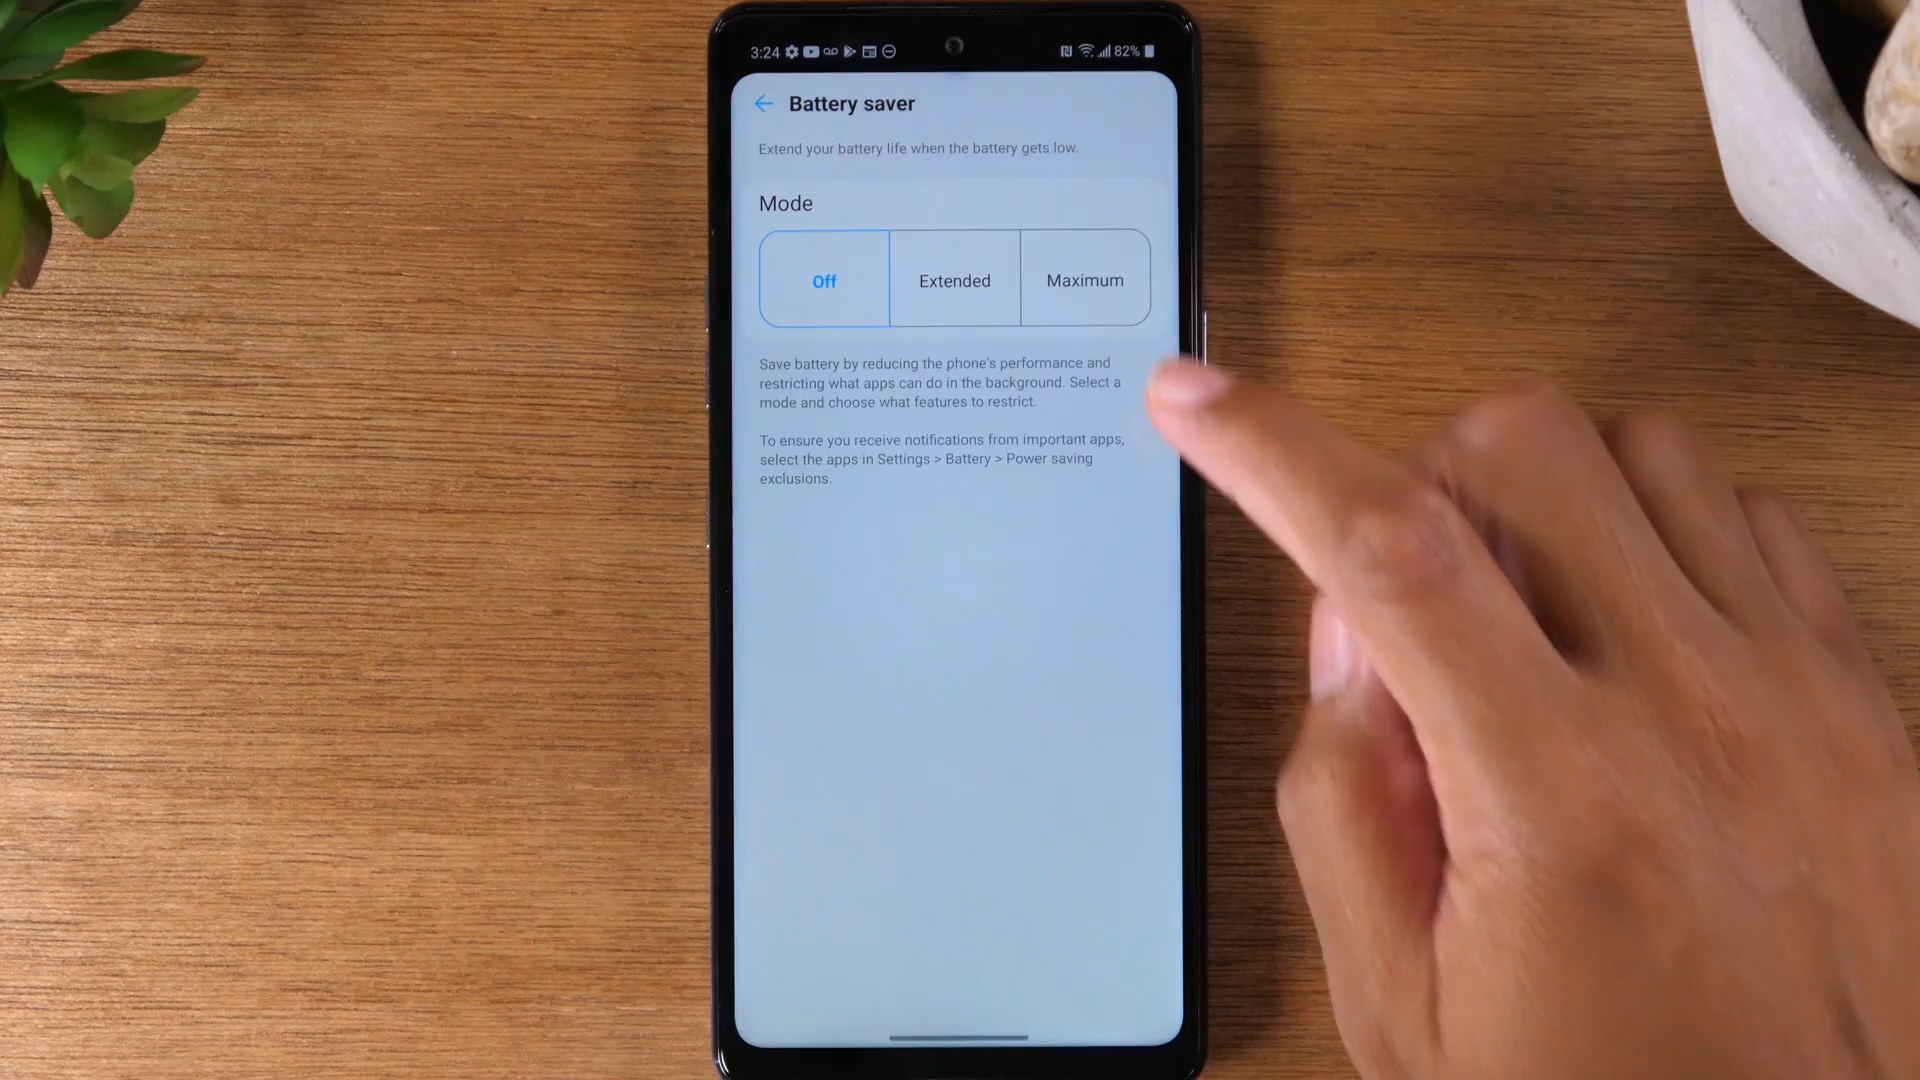 3:24 82%
Battery saver
Extend your battery life when the battery gets low.
Mode
Off Extended Maximum
Save battery by reducing the phone's performance and
restricting what apps can do in the background. Select a
mode and choose what features to restrict.
To ensure you receive notifications from important apps,
select the apps in Settings > Battery > Power saving
exclusions.